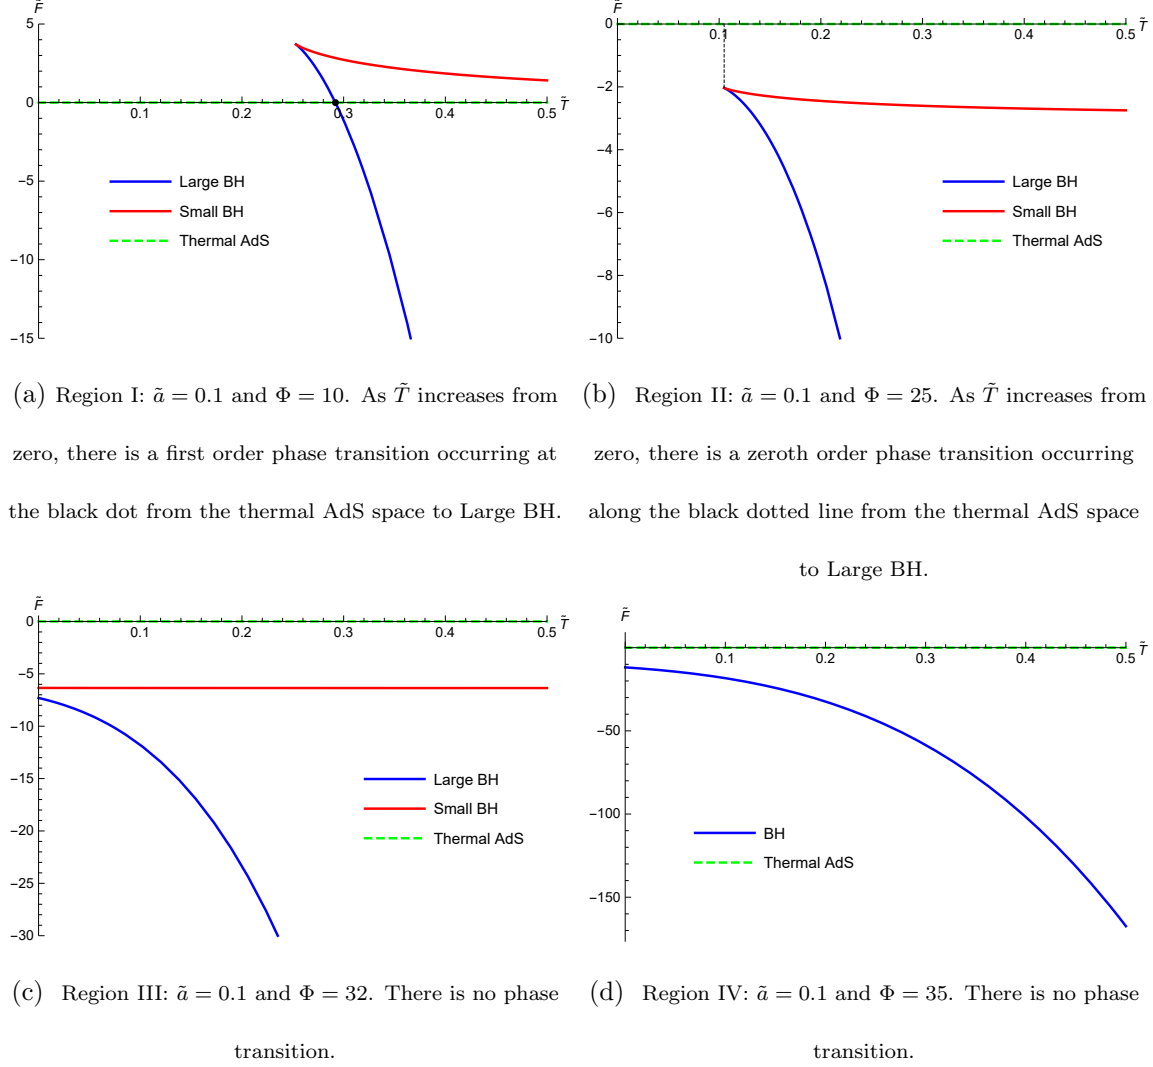 F̃
5
0
−5
−10
−15
0.1
0.2
0.3
0.4
0.5
T̃
Large BH
Small BH
Thermal AdS
F̃
0
−2
−4
−6
−8
−10
0.1
0.2
0.3
0.4
0.5
T̃
Large BH
Small BH
Thermal AdS
(a) Region I: ã = 0.1 and Φ = 10. As T̃ increases from
zero, there is a first order phase transition occurring at
the black dot from the thermal AdS space to Large BH.
(b) Region II: ã = 0.1 and Φ = 25. As T̃ increases from
zero, there is a zeroth order phase transition occurring
along the black dotted line from the thermal AdS space
to Large BH.
F̃
0
−5
−10
−15
−20
−25
−30
0.1
0.2
0.3
0.4
0.5
T̃
Large BH
Small BH
Thermal AdS
F̃
−50
−100
−150
0.1
0.2
0.3
0.4
0.5
T̃
BH
Thermal AdS
(c) Region III: ã = 0.1 and Φ = 32. There is no phase
transition.
(d) Region IV: ã = 0.1 and Φ = 35. There is no phase
transition.